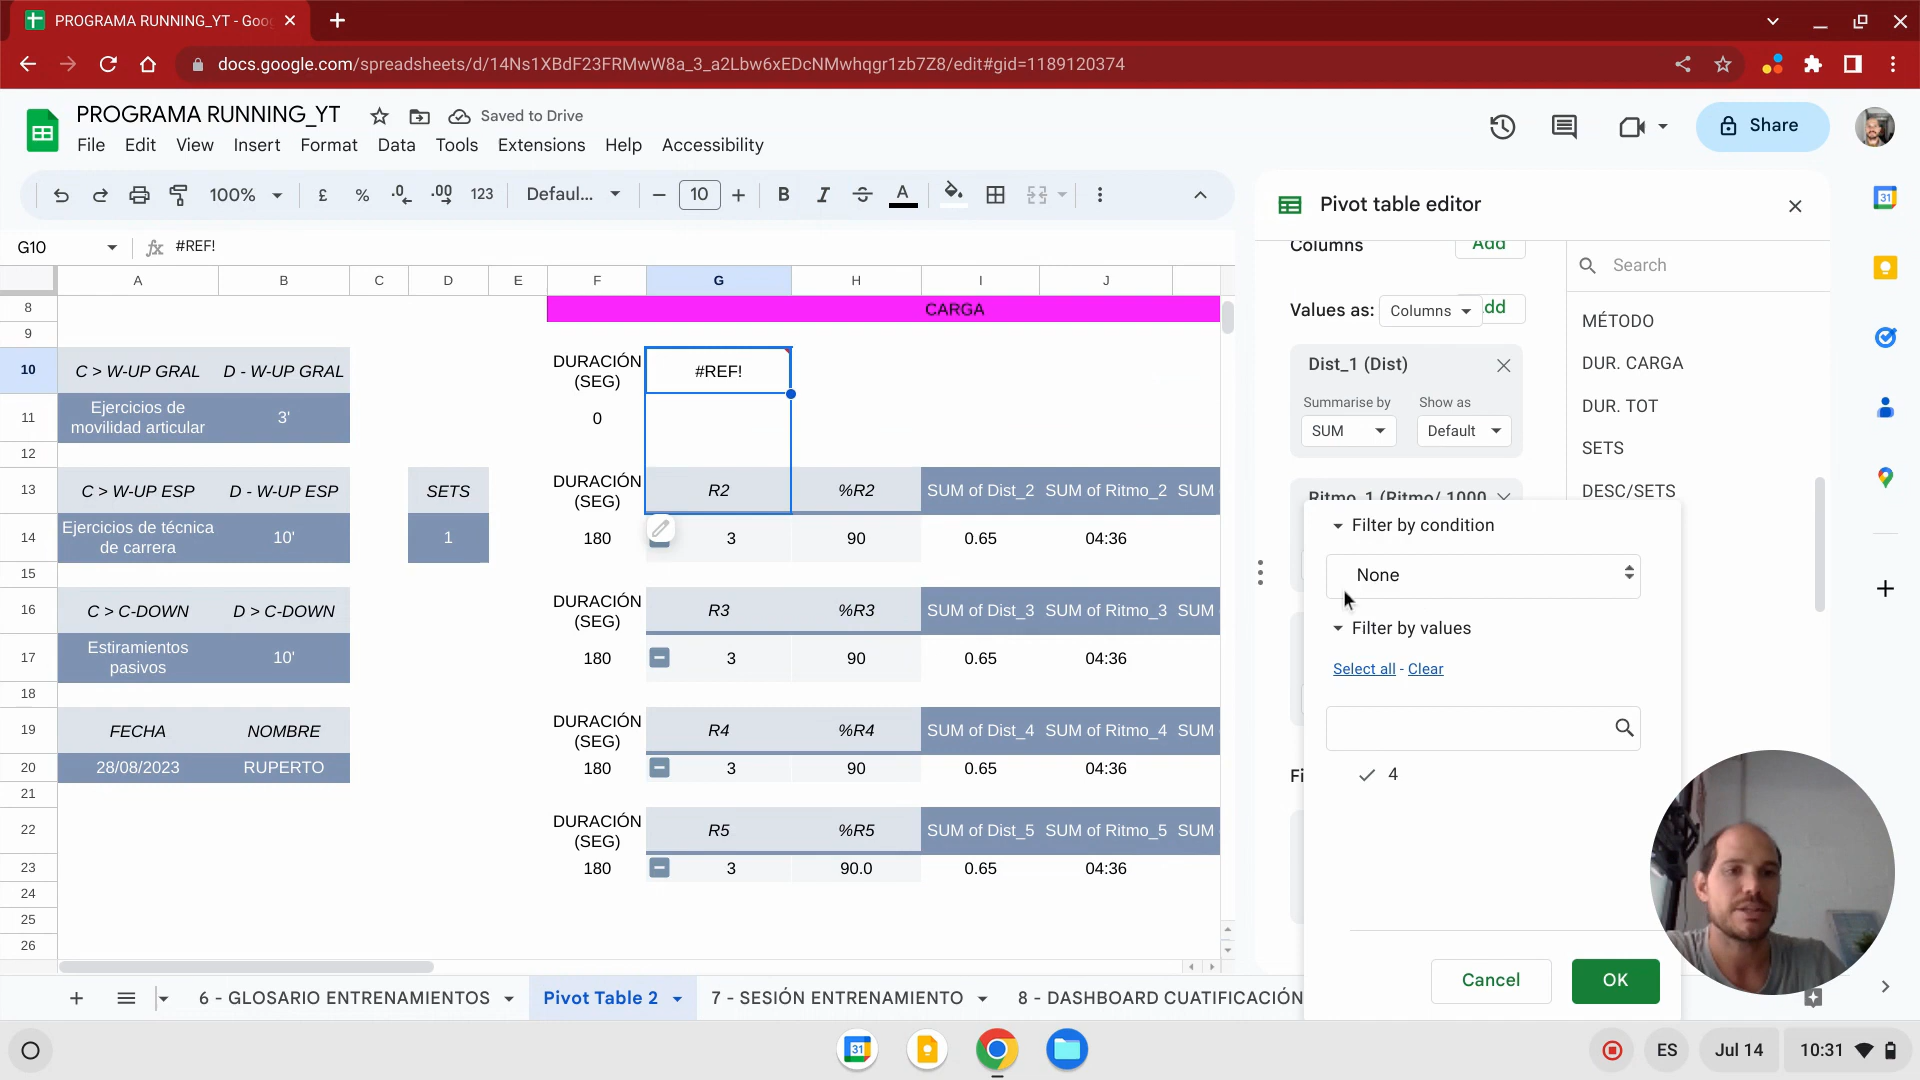 PROGRAMA RUNNING_YT - Goo
docs.google.com/spreadsheets/d/14Ns1XBdF23FRMwW8a_3_a2Lbw6xEDcNMwhqgr1zb7Z8/edit#gid=1189120374
PROGRAMA RUNNING_YT
Saved to Drive
File Edit View Insert Format Data Tools Extensions Help Accessibility
Share
100% £ % .0 .00 123 Defaul... 10 B I S A
G10 fx #REF!
A B C D E F G H I J
8 CARGA
9
10 C > W-UP GRAL D - W-UP GRAL DURACIÓN (SEG) #REF!
11 Ejercicios de movilidad articular 3' 0
12
13 C > W-UP ESP D - W-UP ESP SETS DURACIÓN (SEG) R2 %R2 SUM of Dist_2 SUM of Ritmo_2 SUM
14 Ejercicios de técnica de carrera 10' 1 180 3 90 0.65 04:36
15
16 C > C-DOWN D > C-DOWN DURACIÓN (SEG) R3 %R3 SUM of Dist_3 SUM of Ritmo_3 SUM
17 Estiramientos pasivos 10' 180 3 90 0.65 04:36
18
19 FECHA NOMBRE DURACIÓN (SEG) R4 %R4 SUM of Dist_4 SUM of Ritmo_4 SUM
20 28/08/2023 RUPERTO 180 3 90 0.65 04:36
21
22 DURACIÓN (SEG) R5 %R5 SUM of Dist_5 SUM of Ritmo_5 SUM
23 180 3 90.0 0.65 04:36
24
25
26
Pivot table editor
Columns Add
Values as: Columns dd
Dist_1 (Dist)
Summarise by Show as
SUM Default
Ritmo_1 (Ritmo/ 1000
Fi
Search
MÉTODO
DUR. CARGA
DUR. TOT
SETS
DESC/SETS
Filter by condition
None
Filter by values
Select all - Clear
4
Cancel OK
6 - GLOSARIO ENTRENAMIENTOS Pivot Table 2 7 - SESIÓN ENTRENAMIENTO 8 - DASHBOARD CUATIFICACIÓN
31
31
ES Jul 14 10:31